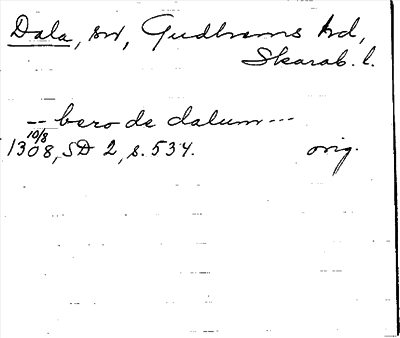 Dala, sn, Gudhems hd,
Skarab. l.
-- bero de dalum ---
10/8
1308, SD 2, s. 534. orig.